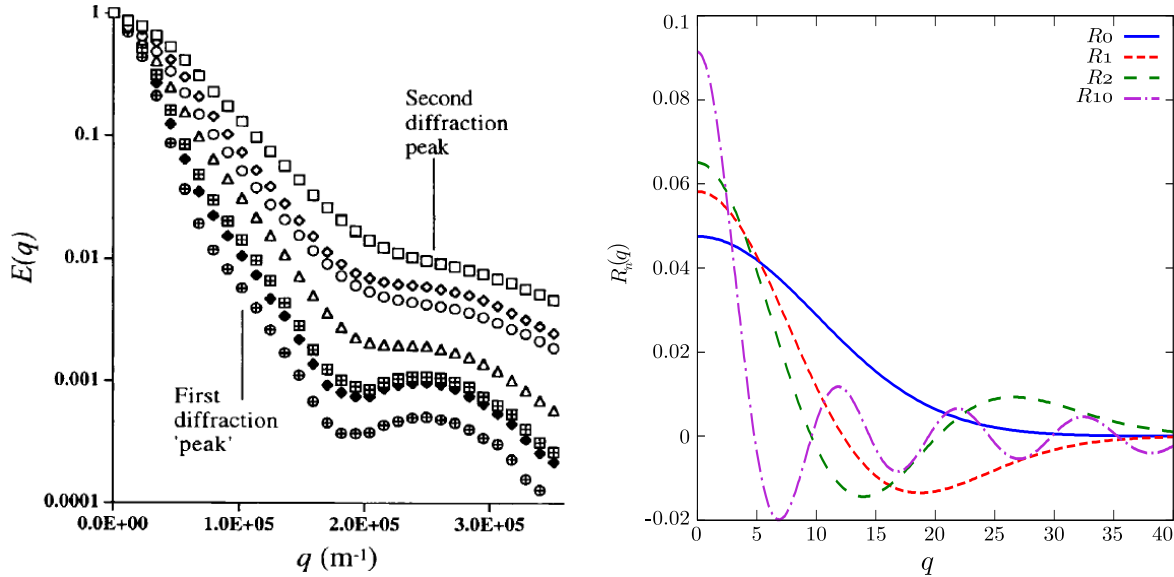 1
0.1
0.01
0.001
0.0001
E(q)
Second
diffraction
peak
First
diffraction
'peak'
0.0E+00
1.0E+05
2.0E+05
3.0E+05
q (m-1)
0.1
0.08
0.06
0.04
0.02
0
-0.02
Rn(q)
R0
R1
R2
R10
0
5
10
15
20
25
30
35
40
q